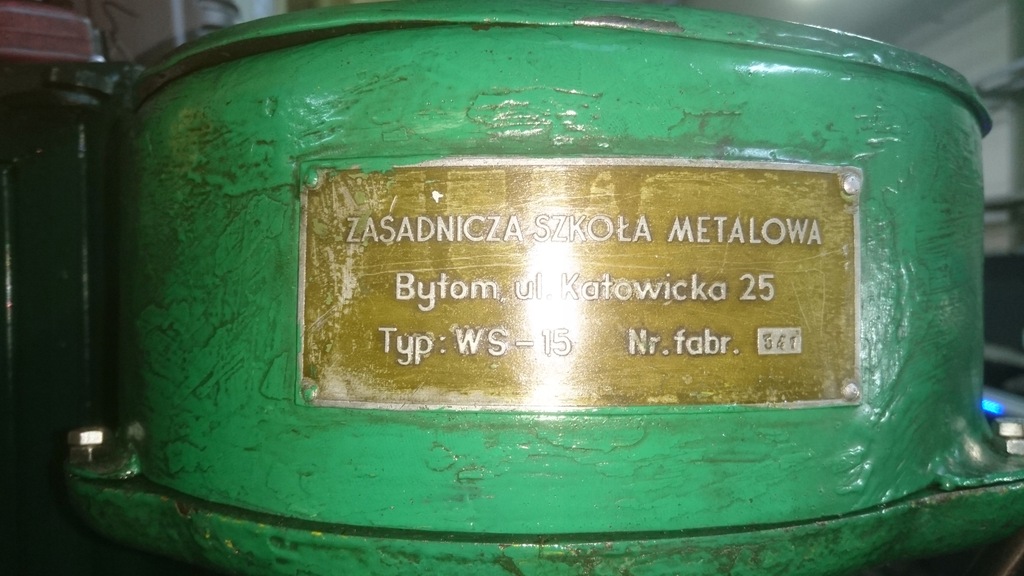 ZASADNICZA SZKOŁA METALOWA
Bytom, ul. Katowicka 25
Typ: WS-15 Nr. fabr.